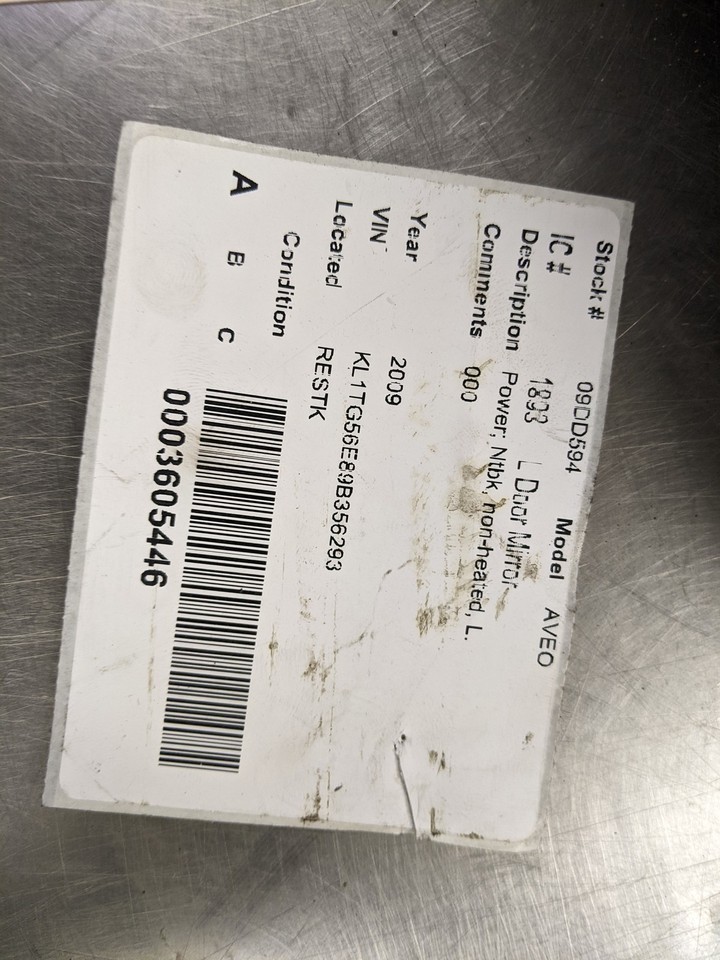 Stock # 09DD594 Model AVEO
IC # 1893 L Door Mirror
Description Power; Ntbk, non-heated, L.
Comments 000
Year 2009
VIN KL1TG56E89B356293
Located RESTK
Condition
A B C
0003605446